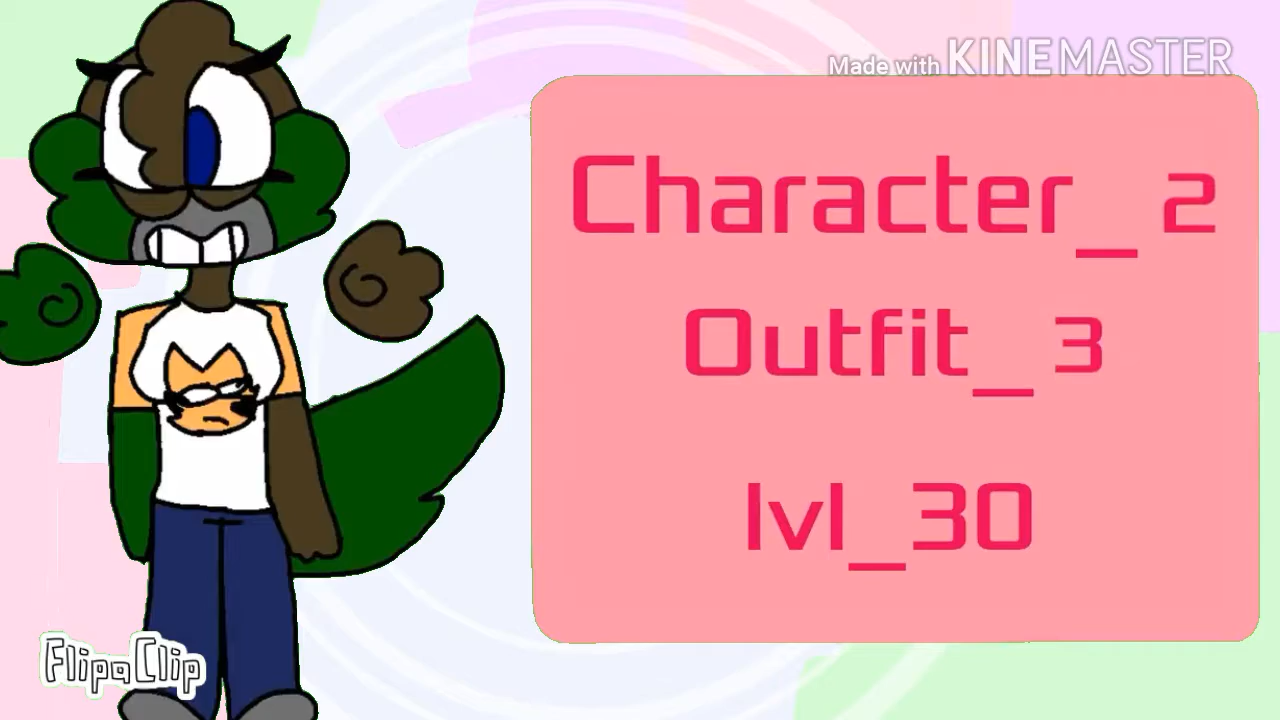 Made with KINEMASTER
Character_ 2
Outfit_ 3
lvl_30
FlipaClip